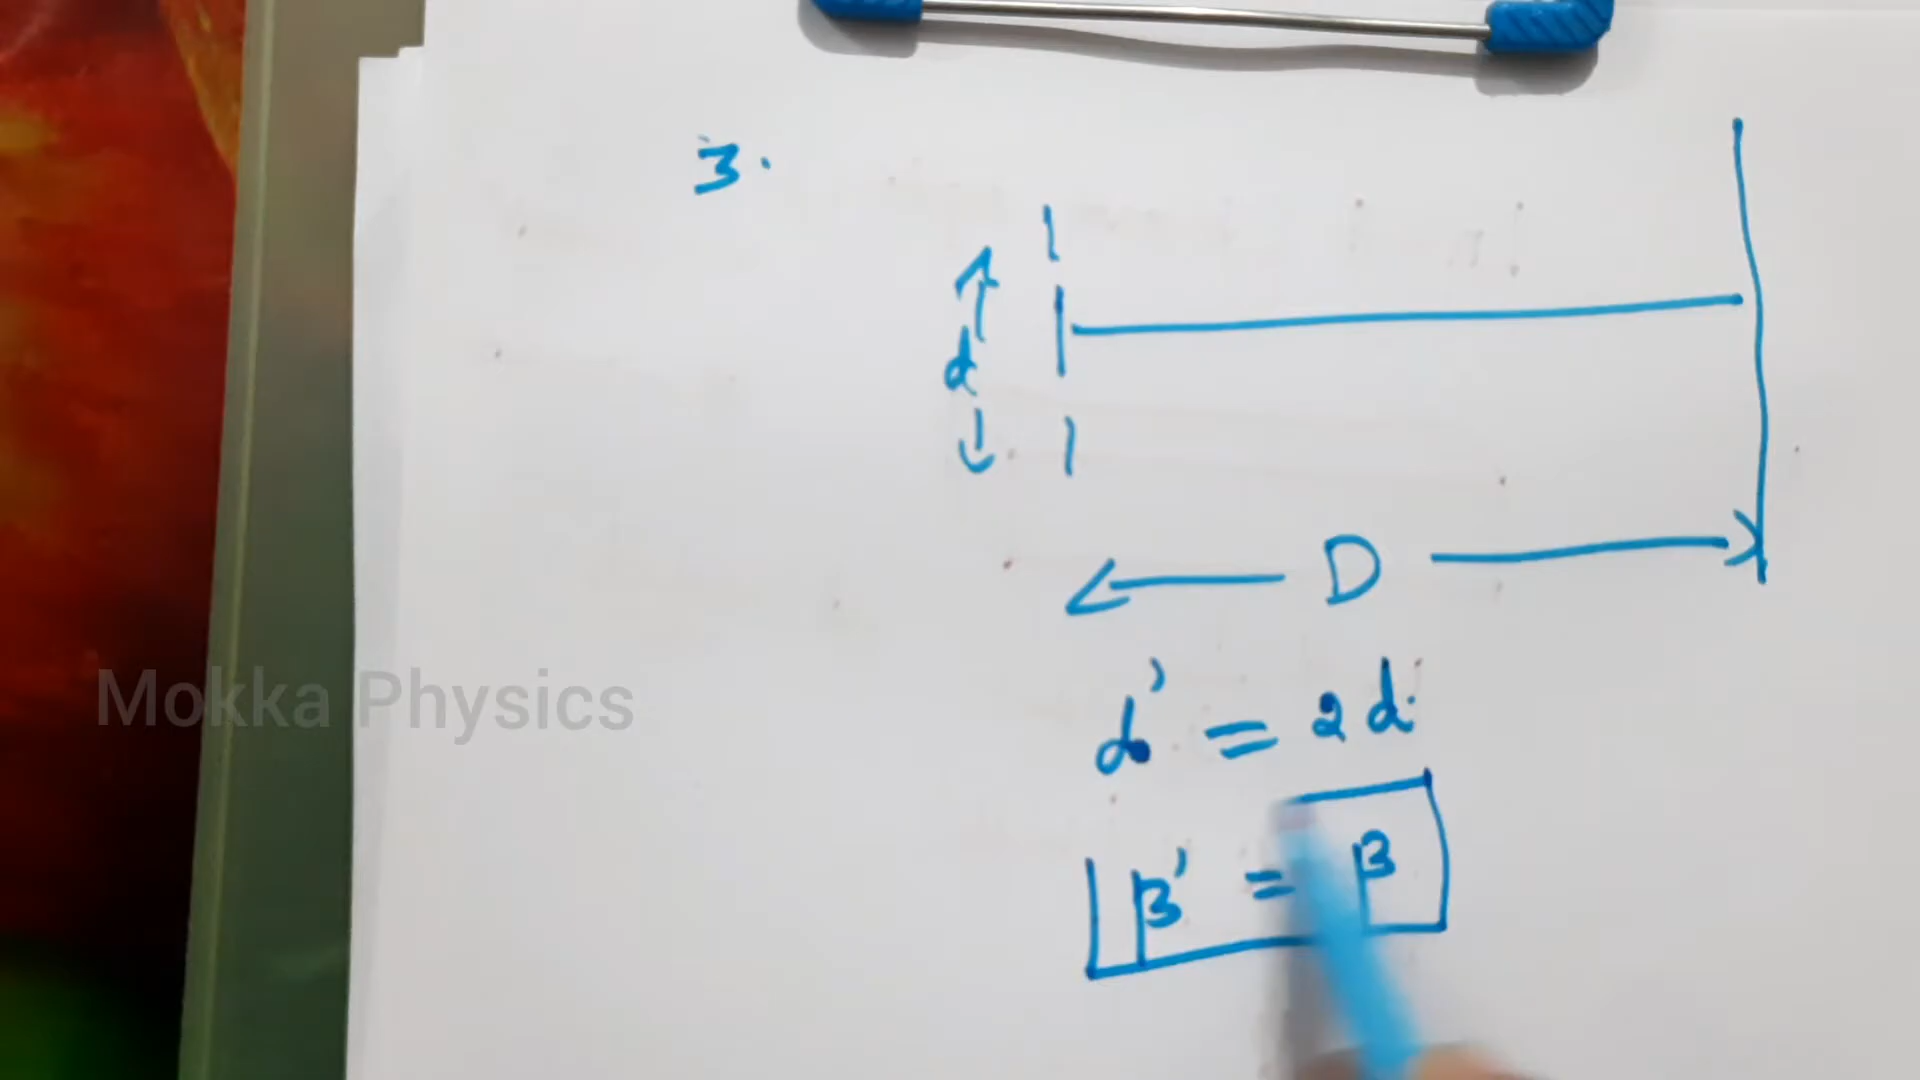 3.
d
D
d' = 2d
β' = β
Mokka Physics